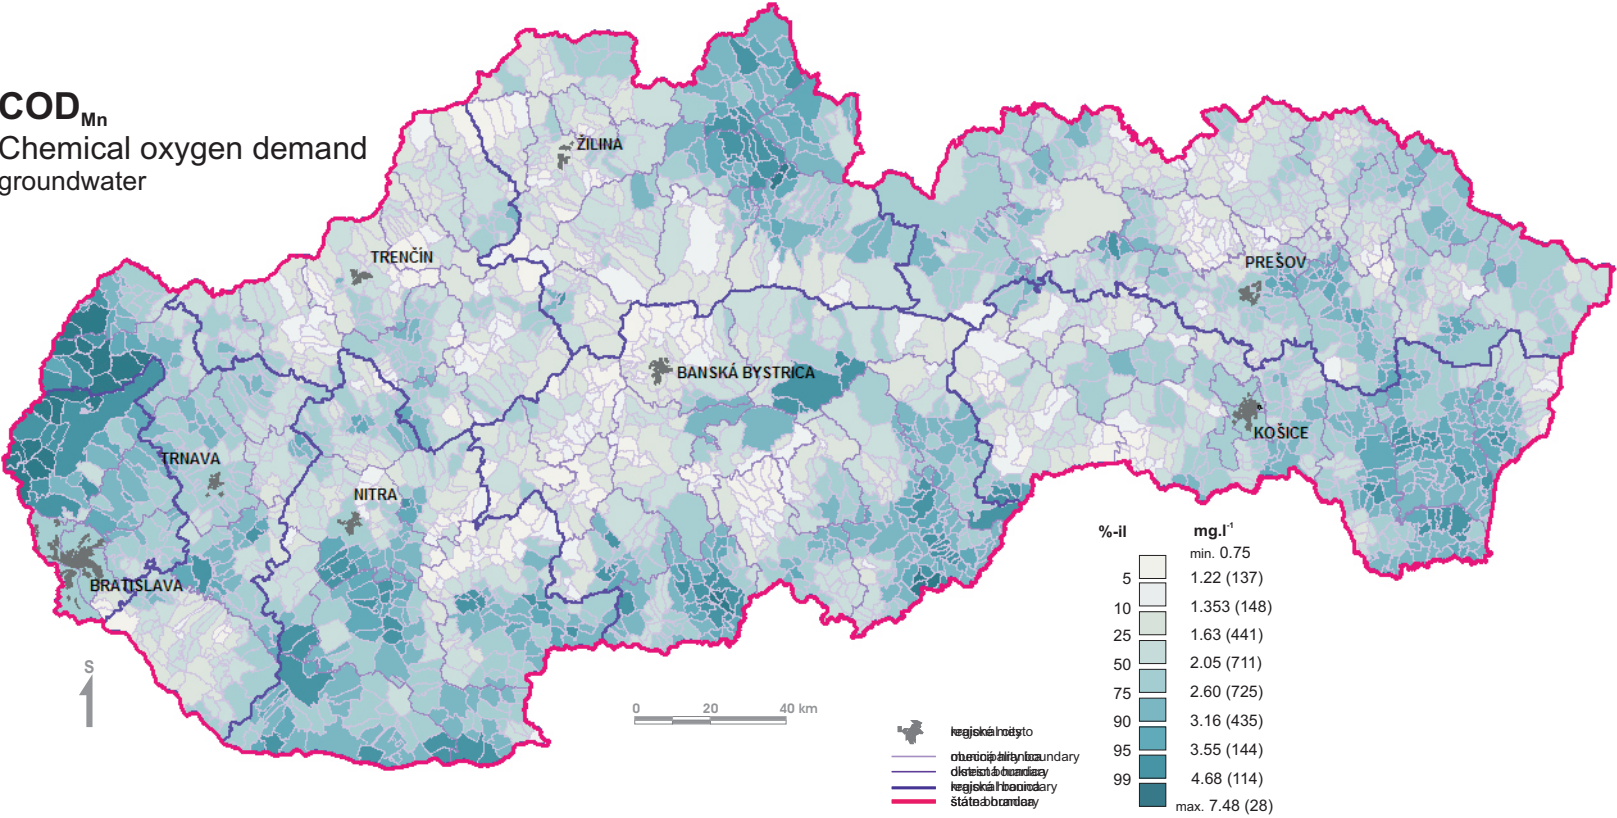 COD Mn
Chemical oxygen demand
groundwater
ŽILINA
TRENČÍN
PREŠOV
BANSKÁ BYSTRICA
KOŠICE
TRNAVA
NITRA
BRATISLAVA
S
0 20 40 km
%-il mg.l-1
min. 0.75
5 1.22 (137)
10 1.353 (148)
25 1.63 (441)
50 2.05 (711)
75 2.60 (725)
90 3.16 (435)
95 3.55 (144)
99 4.68 (114)
max. 7.48 (28)